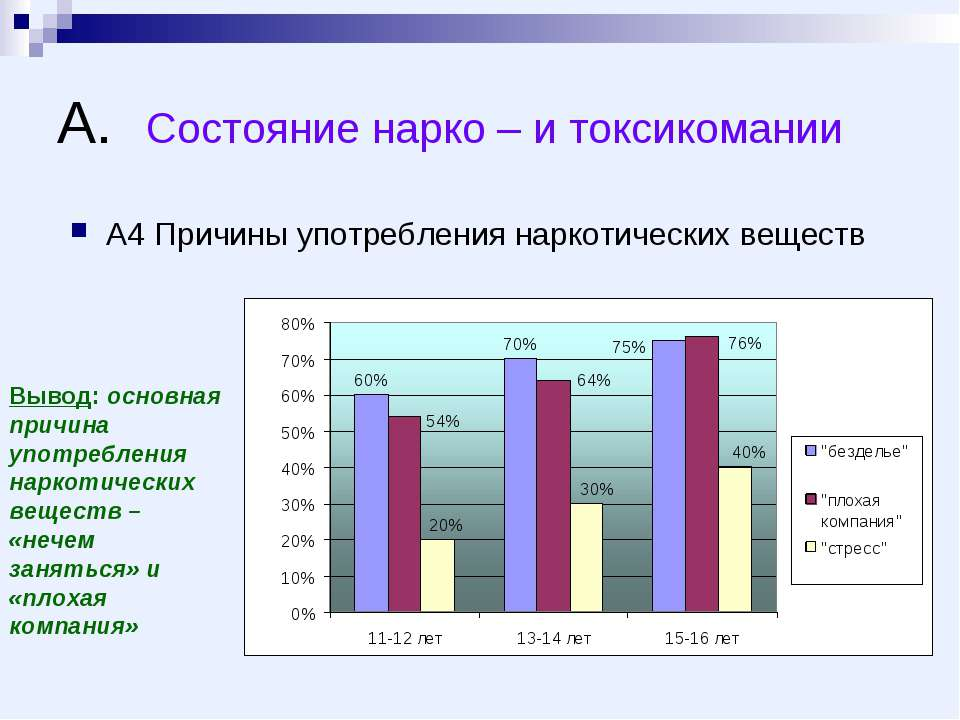 А. Состояние нарко – и токсикомании
А4 Причины употребления наркотических веществ
Вывод: основная
причина
употребления
наркотических
веществ –
«нечем
заняться» и
«плохая
компания»
80%
70%
60%
50%
40%
30%
20%
10%
0%
60%
54%
20%
70%
64%
30%
75%
76%
40%
11-12 лет
13-14 лет
15-16 лет
"безделье"
"плохая
компания"
"стресс"